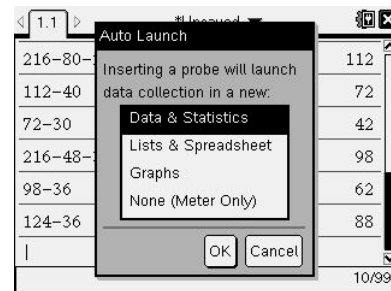 1.1
Auto Launch
216-80-
112
Inserting a probe will launch
112-40
data collection in a new:
72
72-30
Data & Statistics
42
216-48-
Lists & Spreadsheet
98
98-36
Graphs
62
124-36
None (Meter Only)
88
OK
Cancel
10/99